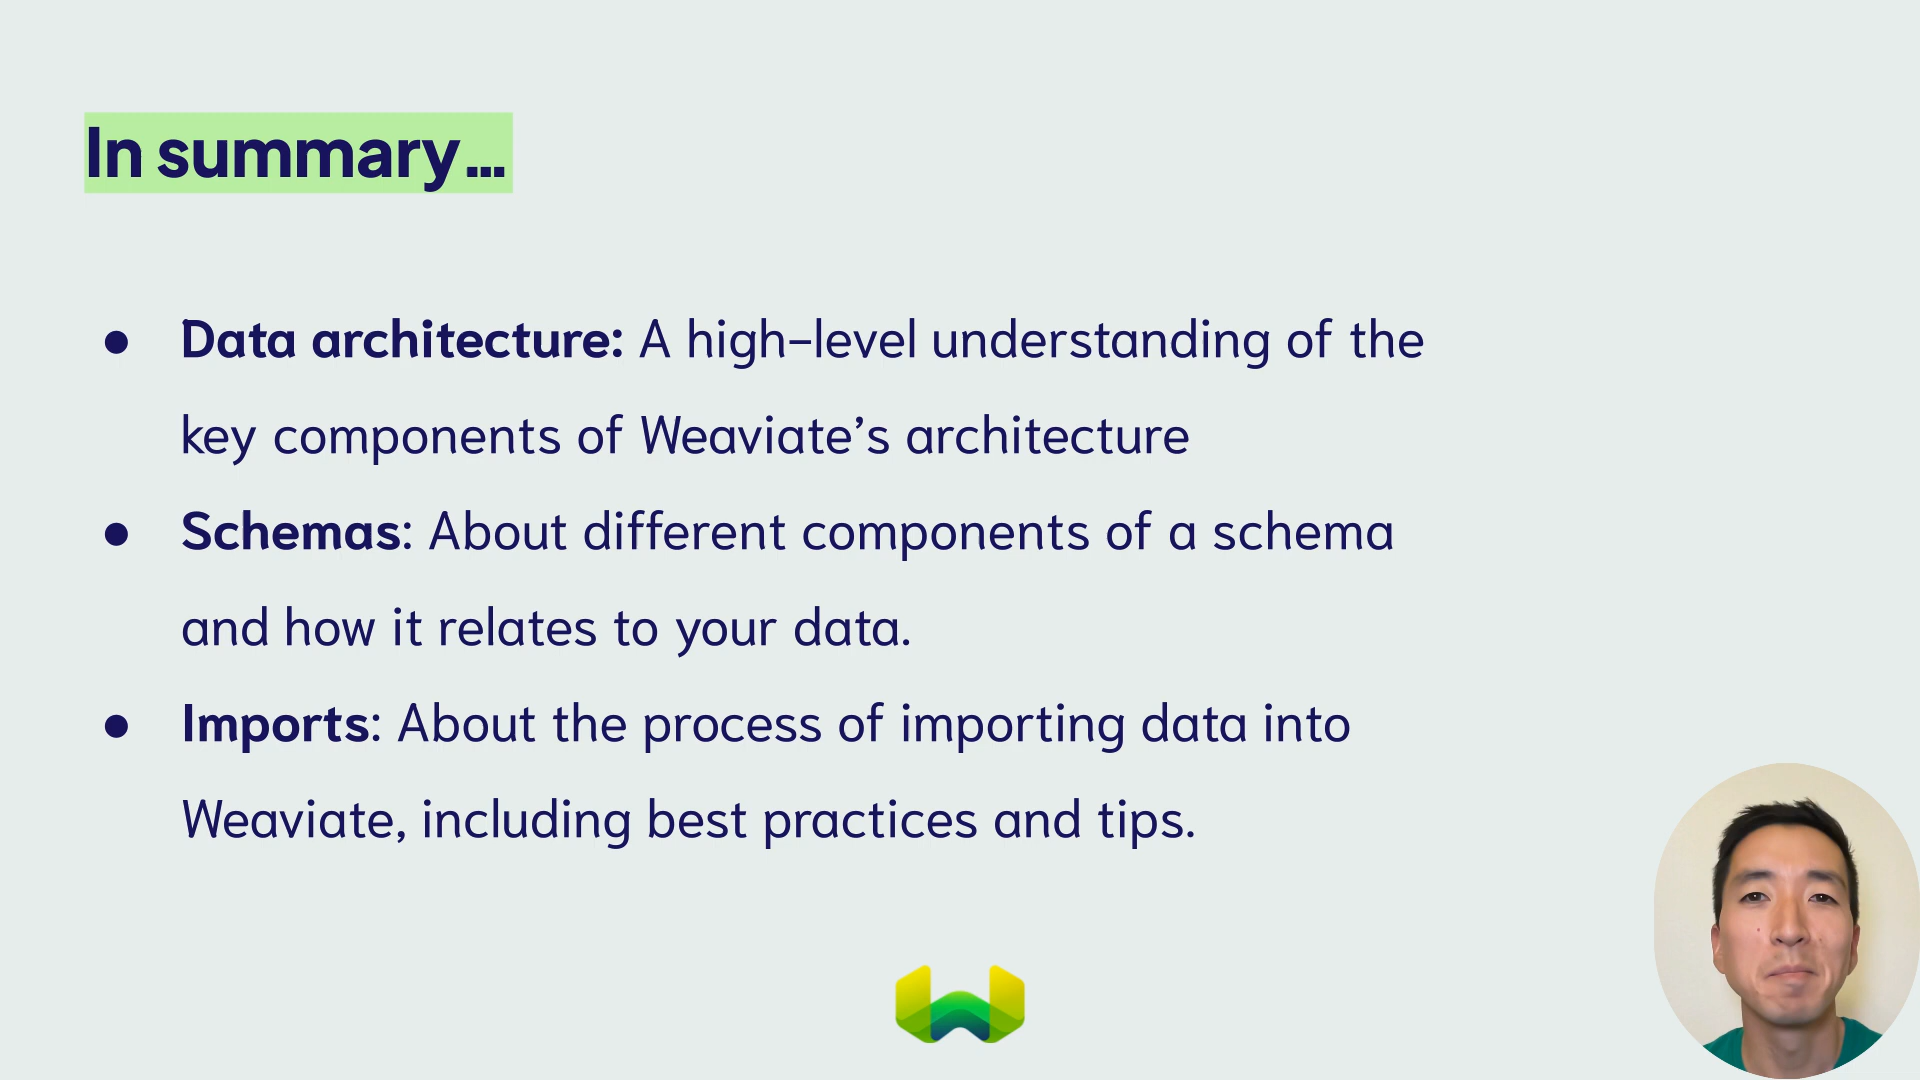 In summary…
● Data architecture: A high-level understanding of the
key components of Weaviate’s architecture
● Schemas: About different components of a schema
and how it relates to your data.
● Imports: About the process of importing data into
Weaviate, including best practices and tips.